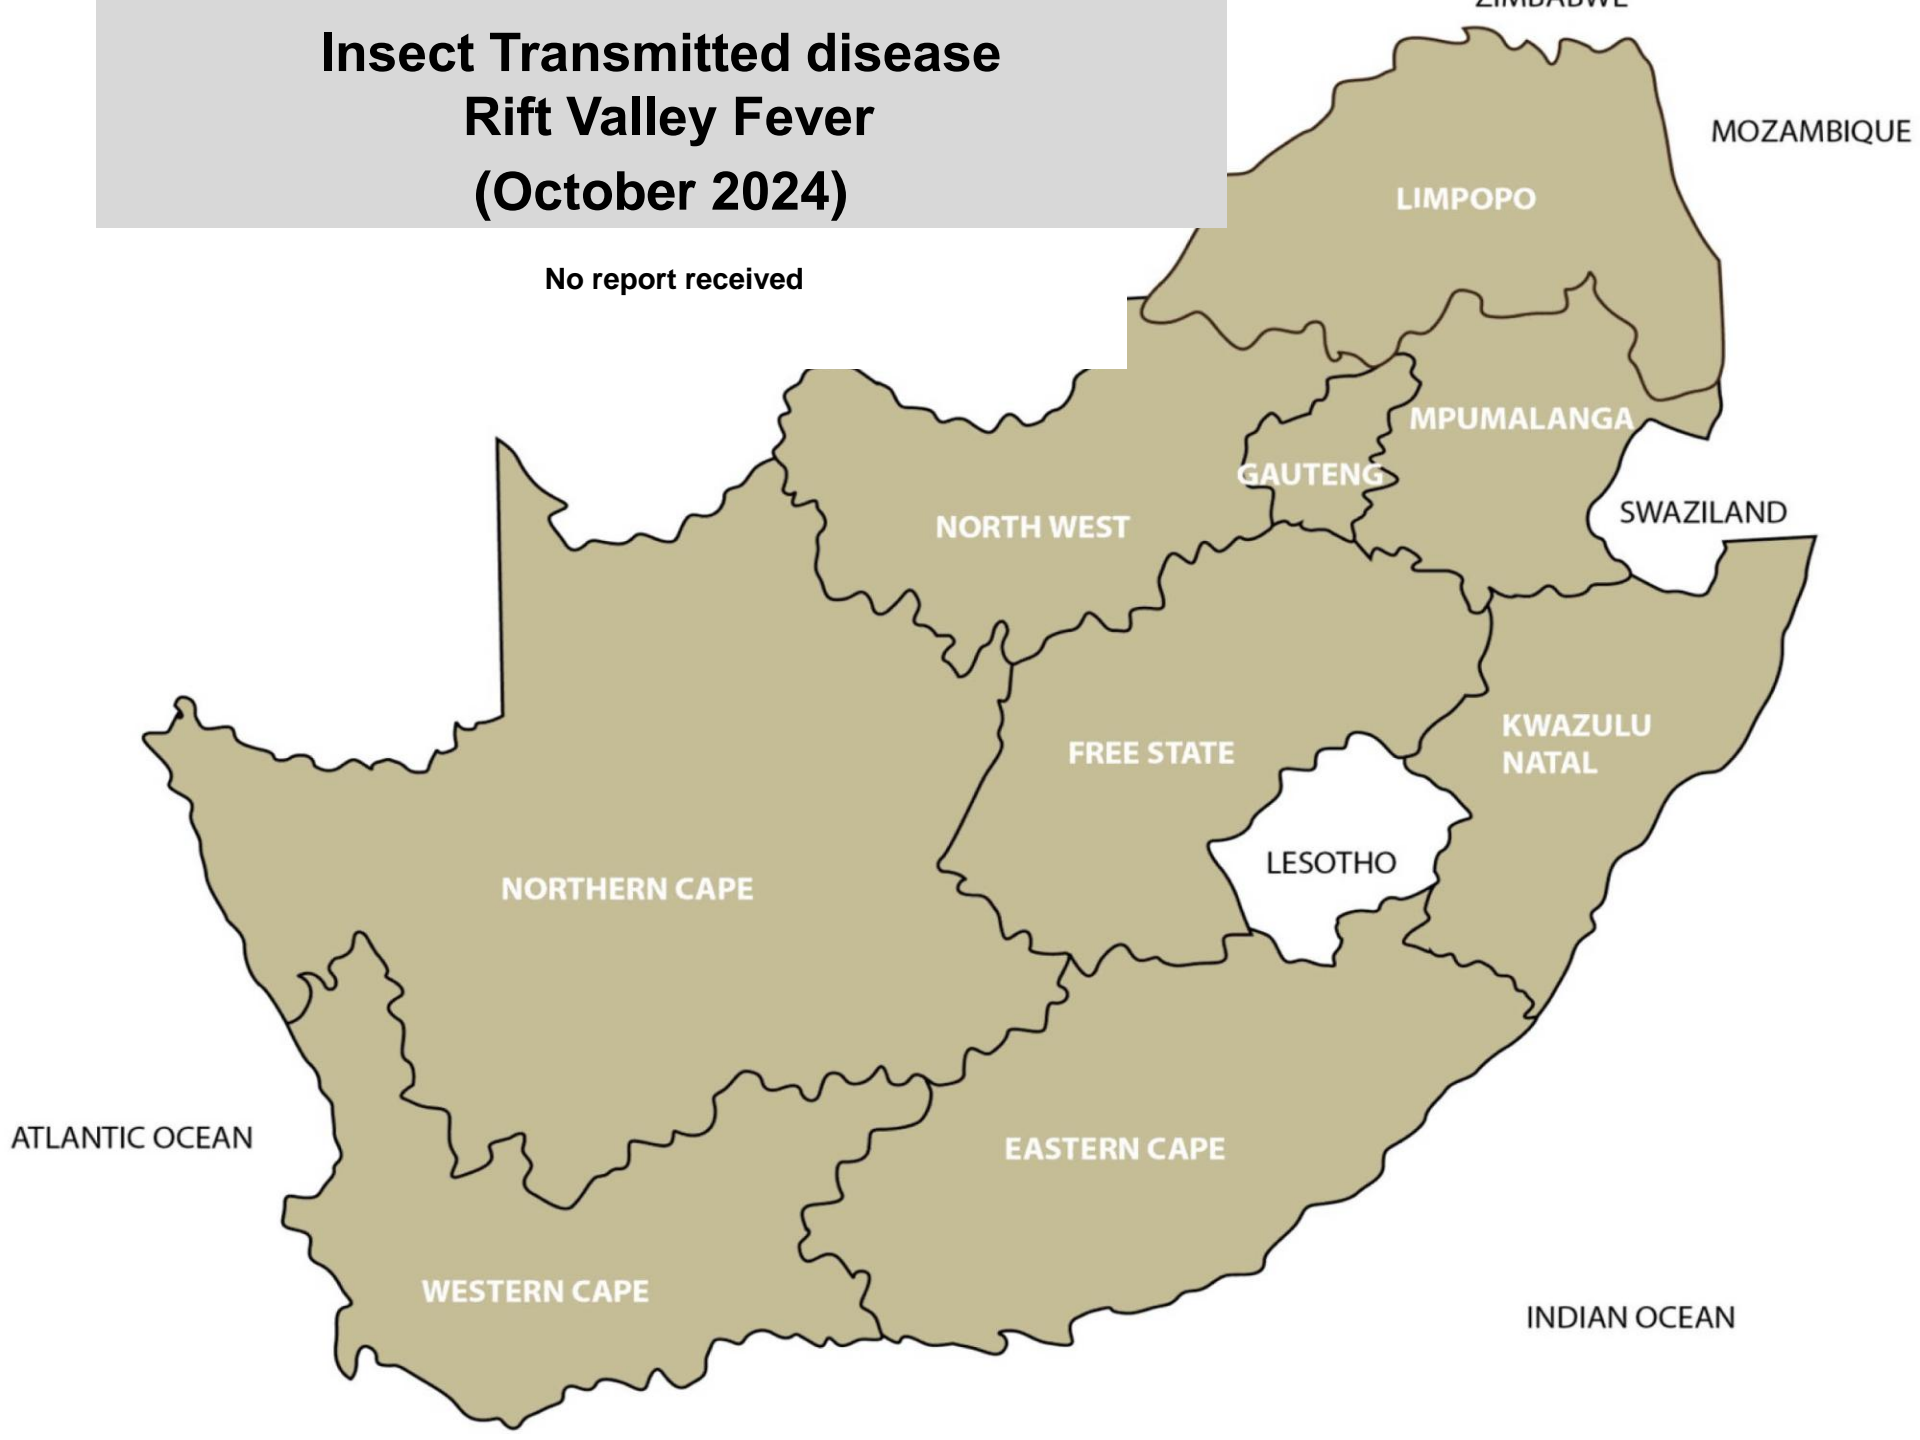 ZIMBABWE
Insect Transmitted disease
Rift Valley Fever
(October 2024)
MOZAMBIQUE
LIMPOPO
No report received
MPUMALANGA
GAUTENG
SWAZILAND
NORTH WEST
KWAZULU
NATAL
FREE STATE
LESOTHO
NORTHERN CAPE
ATLANTIC OCEAN
EASTERN CAPE
WESTERN CAPE
INDIAN OCEAN